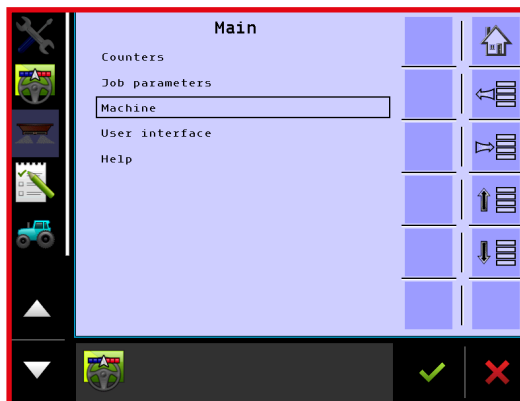 Main
Counters
Job parameters
Machine
User interface
Help